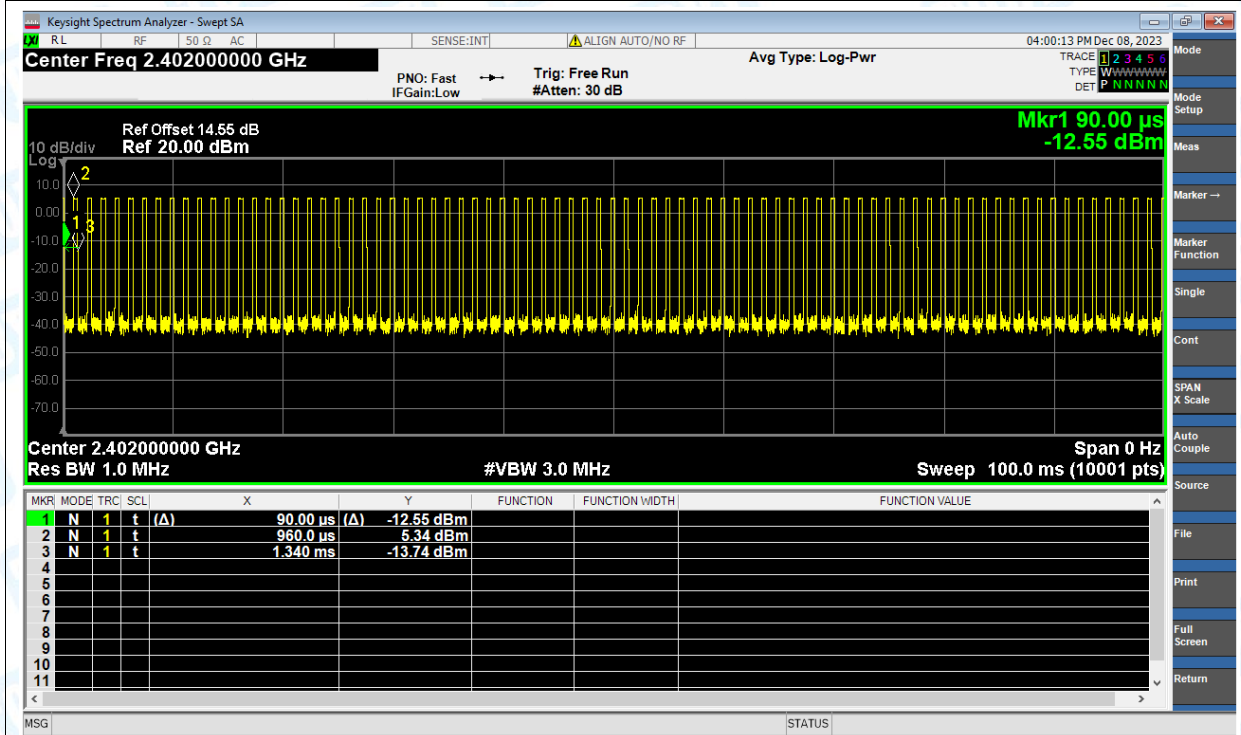 Keysight Spectrum Analyzer - Swept SA
LXI RL RF 50 Ω AC SENSE:INT ALIGN AUTO/NO RF 04:00:13 PM Dec 08, 2023
Center Freq 2.402000000 GHz
PNO: Fast
IFGain:Low
Trig: Free Run
#Atten: 30 dB
Avg Type: Log-Pwr
TRACE 1 2 3 4 5 6
TYPE WWWWWW
DET P N N N N N
Ref Offset 14.55 dB
10 dB/div Ref 20.00 dBm
Log
Mkr1 90.00 µs
-12.55 dBm
10.0
0.00
-10.0
-20.0
-30.0
-40.0
-50.0
-60.0
-70.0
2
1 3
Center 2.402000000 GHz Span 0 Hz
Res BW 1.0 MHz #VBW 3.0 MHz Sweep 100.0 ms (10001 pts)
MKR MODE TRC SCL X Y FUNCTION FUNCTION WIDTH FUNCTION VALUE
1 N 1 t (Δ) 90.00 µs (Δ) -12.55 dBm
2 N 1 t 960.0 µs 5.34 dBm
3 N 1 t 1.340 ms -13.74 dBm
4
5
6
7
8
9
10
11
MSG STATUS
Mode
Mode
Setup
Meas
Marker →
Marker
Function
Single
Cont
SPAN
X Scale
Auto
Couple
Source
File
Print
Full
Screen
Return